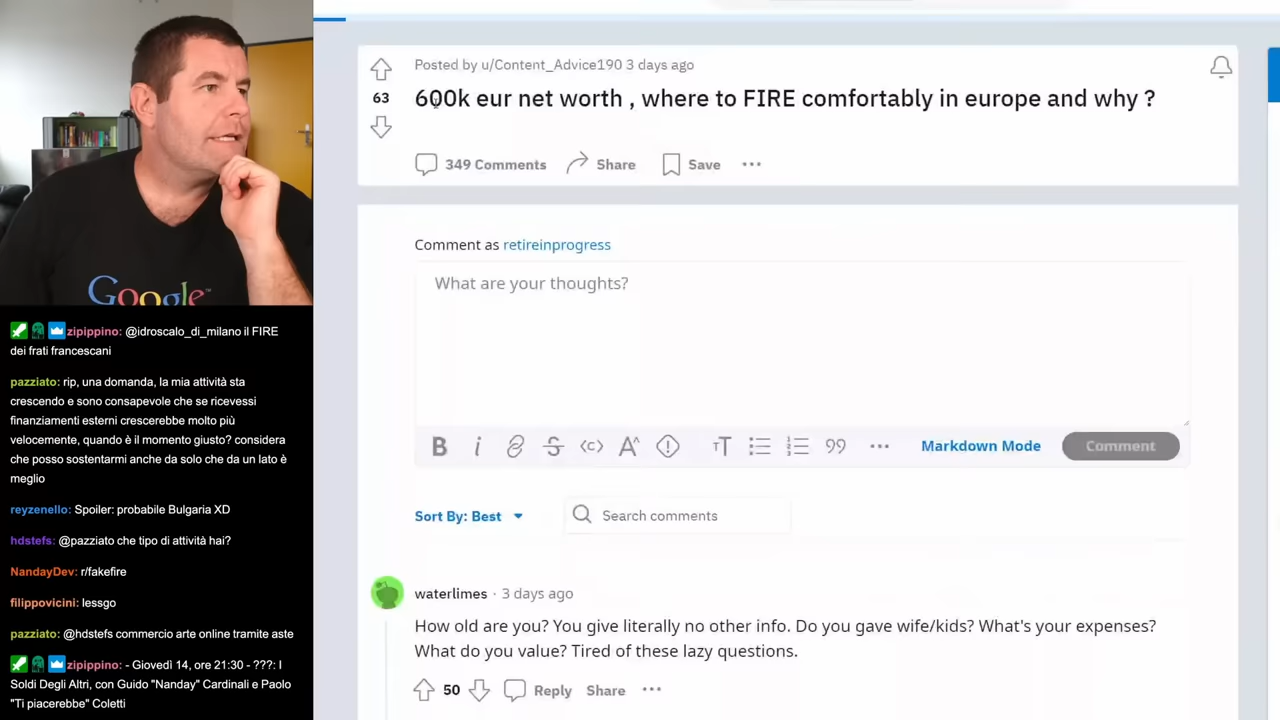 Google™
zipippino: @idroscalo_di_milano il FIRE
dei frati francescani
pazziato: rip, una domanda, la mia attività sta
crescendo e sono consapevole che se ricevessi
finanziamenti esterni crescerebbe molto più
velocemente, quando è il momento giusto? considera
che posso sostentarmi anche da solo che da un lato è
meglio
reyzenello: Spoiler: probabile Bulgaria XD
hdstefs: @pazziato che tipo di attività hai?
NandayDev: r/fakefire
filippovicini: lessgo
pazziato: @hdstefs commercio arte online tramite aste
zipippino: - Giovedì 14, ore 21:30 - ???: I
Soldi Degli Altri, con Guido "Nanday" Cardinali e Paolo
"Ti piacerebbe" Coletti
Posted by u/Content_Advice190 3 days ago
63
600k eur net worth , where to FIRE comfortably in europe and why ?
349 Comments Share Save
Comment as retireinprogress
What are your thoughts?
B i S <c> A^ TT 99 Markdown Mode Comment
Sort By: Best Search comments
waterlimes · 3 days ago
How old are you? You give literally no other info. Do you gave wife/kids? What's your expenses?
What do you value? Tired of these lazy questions.
50 Reply Share